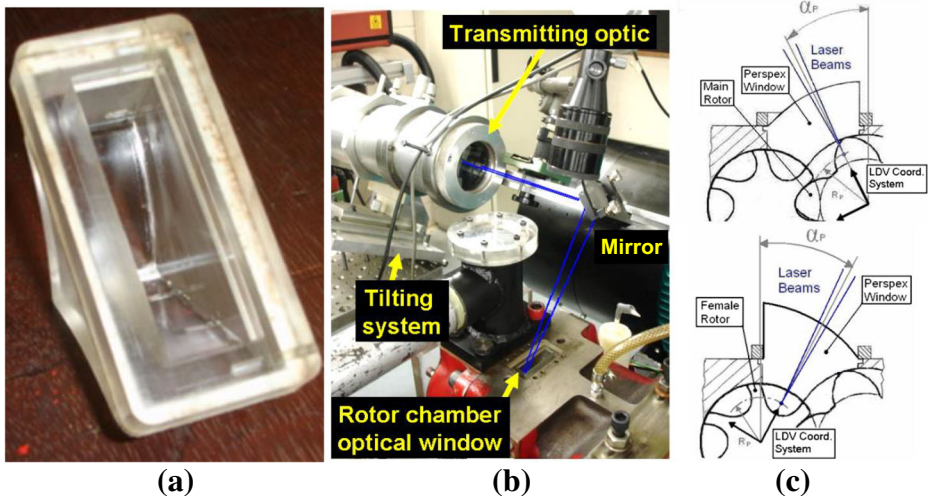 Transmitting optic
Mirror
Tilting
system
Rotor chamber
optical window
αP
Laser
Beams
Perspex
Window
Main
Rotor
LDV Coord.
System
RP
αP
Laser
Beams
Perspex
Window
Female
Rotor
RP
LDV Coord.
System
(a)
(b)
(c)